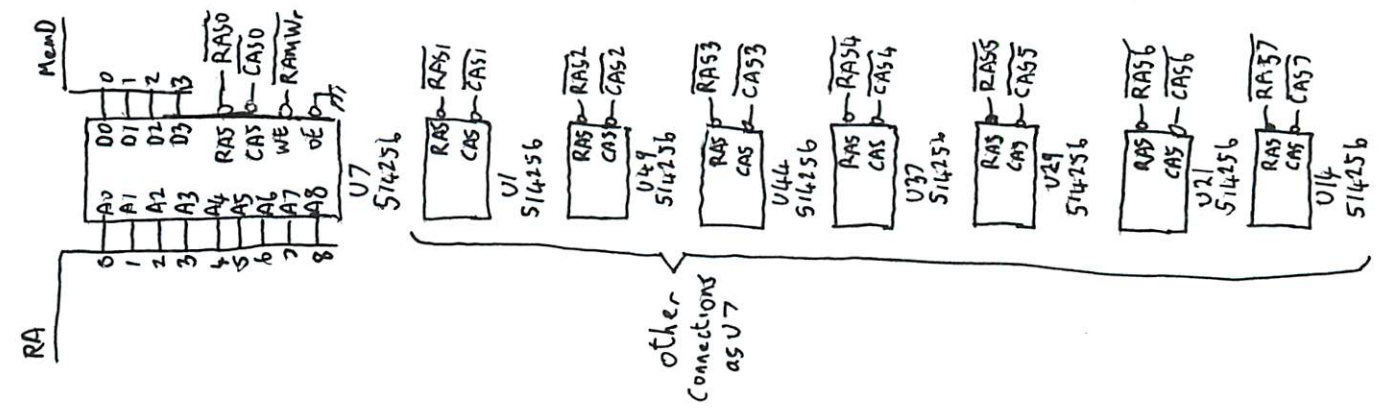 MemD
0
1
2
3
D0
D1
D2
D3
RAS
CAS
WE
OE
RAS0
CAS0
RAMWr
A0
A1
A2
A3
A4
A5
A6
A7
A8
0
1
2
3
4
5
6
7
8
RA
U7
514256
RAS
CAS
RAS1
CAS1
U1
514256
RAS
CAS
RAS2
CAS2
U49
514256
RAS
CAS
RAS3
CAS3
U44
514256
RAS
CAS
RAS4
CAS4
U37
514256
RAS
CAS
RAS5
CAS5
U29
514256
RAS
CAS
RAS6
CAS6
U21
514256
RAS
CAS
RAS7
CAS7
U14
514256
Other
Connections
as U7